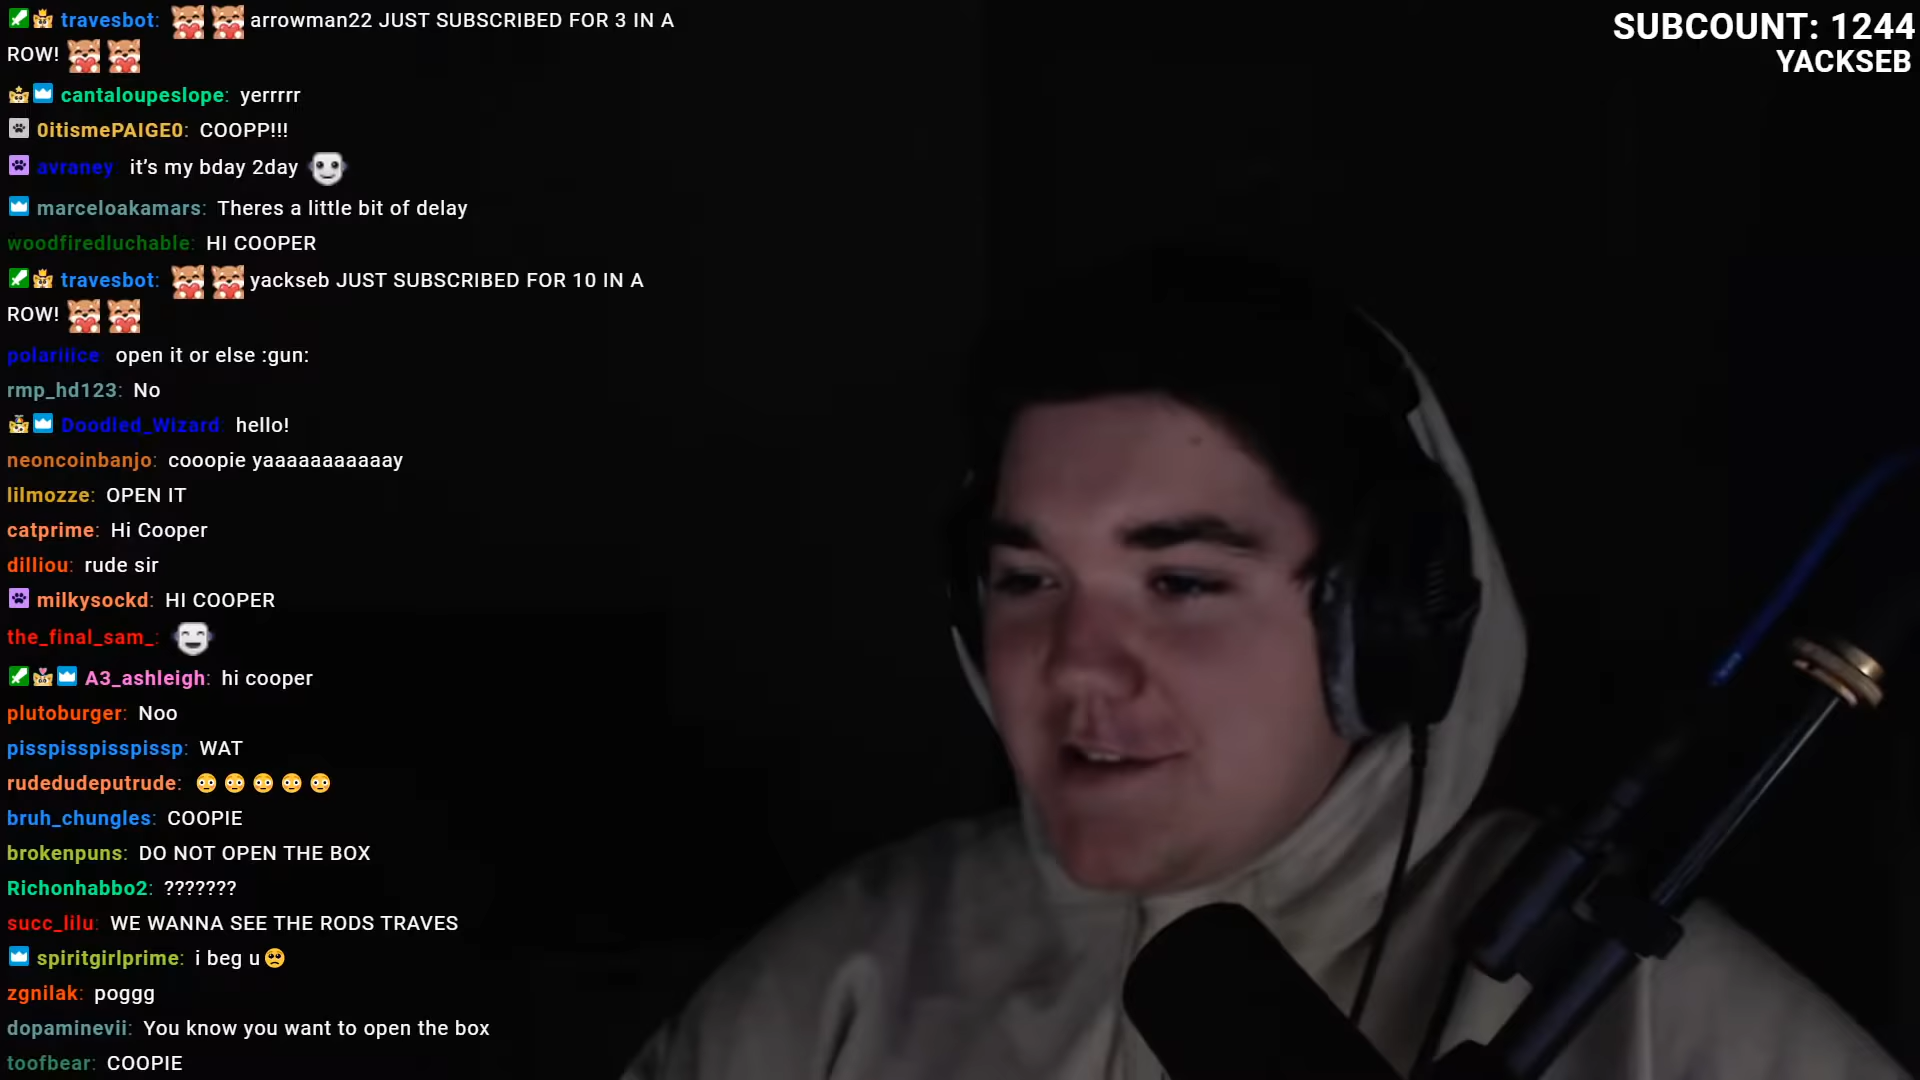 travesbot: arrowman22 JUST SUBSCRIBED FOR 3 IN A
ROW!
cantaloupeslope: yerrrrr
0itismePAIGE0: COOPP!!!
avraney: it’s my bday 2day
marceloakamars: Theres a little bit of delay
woodfiredluchable: HI COOPER
travesbot: yackseb JUST SUBSCRIBED FOR 10 IN A
ROW!
polariiice: open it or else :gun:
rmp_hd123: No
Doodled_Wizard: hello!
neoncoinbanjo: cooopie yaaaaaaaaaaay
lilmozze: OPEN IT
catprime: Hi Cooper
dilliou: rude sir
milkysockd: HI COOPER
the_final_sam_:
A3_ashleigh: hi cooper
plutoburger: Noo
pisspisspisspissp: WAT
rudedudeputrude: 😳 😳 😳 😳 😳
bruh_chungles: COOPIE
brokenpuns: DO NOT OPEN THE BOX
Richonhabbo2: ???????
succ_lilu: WE WANNA SEE THE RODS TRAVES
spiritgirlprime: i beg u🥺
zgnilak: poggg
dopaminevii: You know you want to open the box
toofbear: COOPIE
SUBCOUNT: 1244
YACKSEB